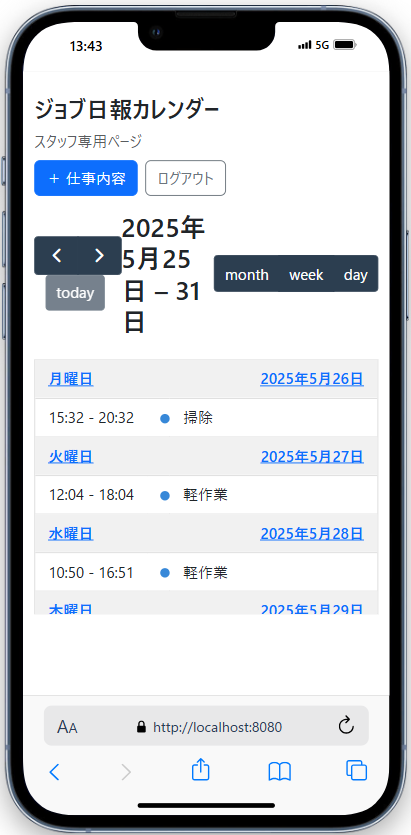 13:43
5G
ジョブ日報カレンダー
スタッフ専用ページ
＋ 仕事内容
ログアウト
today
2025年
5月25
日 – 31
日
month week day
月曜日 2025年5月26日
15:32 - 20:32 掃除
火曜日 2025年5月27日
12:04 - 18:04 軽作業
水曜日 2025年5月28日
10:50 - 16:51 軽作業
木曜日 2025年5月29日
AA http://localhost:8080